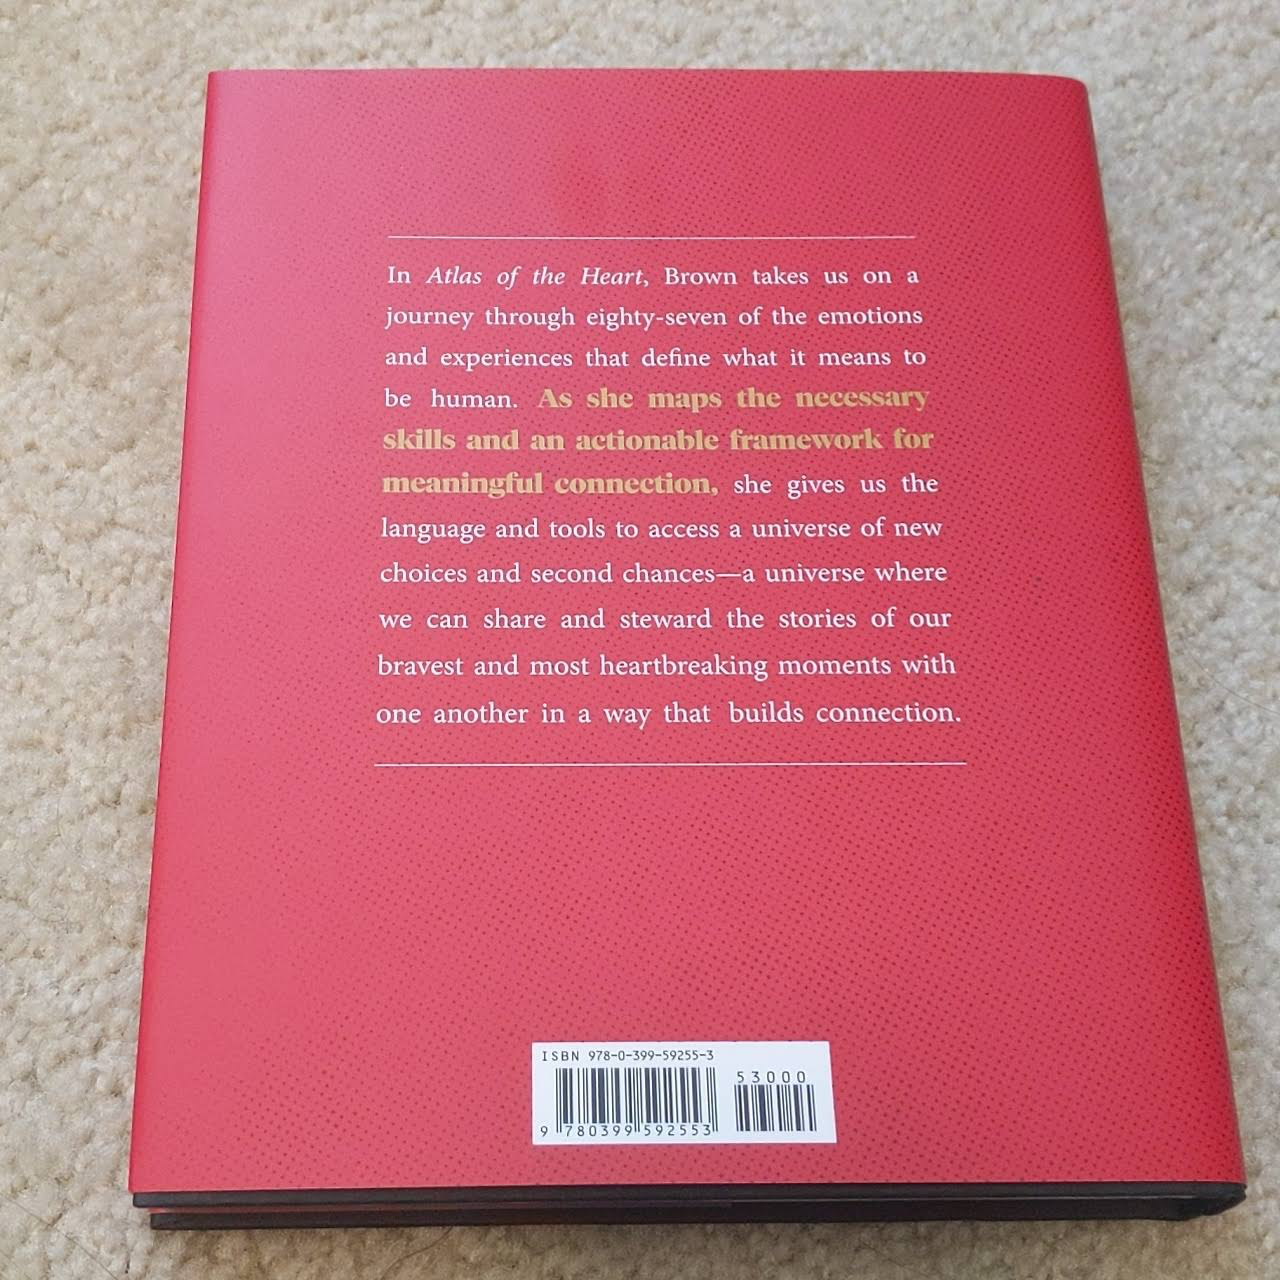 In Atlas of the Heart, Brown takes us on a
journey through eighty-seven of the emotions
and experiences that define what it means to
be human. As she maps the necessary
skills and an actionable framework for
meaningful connection, she gives us the
language and tools to access a universe of new
choices and second chances—a universe where
we can share and steward the stories of our
bravest and most heartbreaking moments with
one another in a way that builds connection.
ISBN 978-0-399-59255-3
53000
9 780399 592553